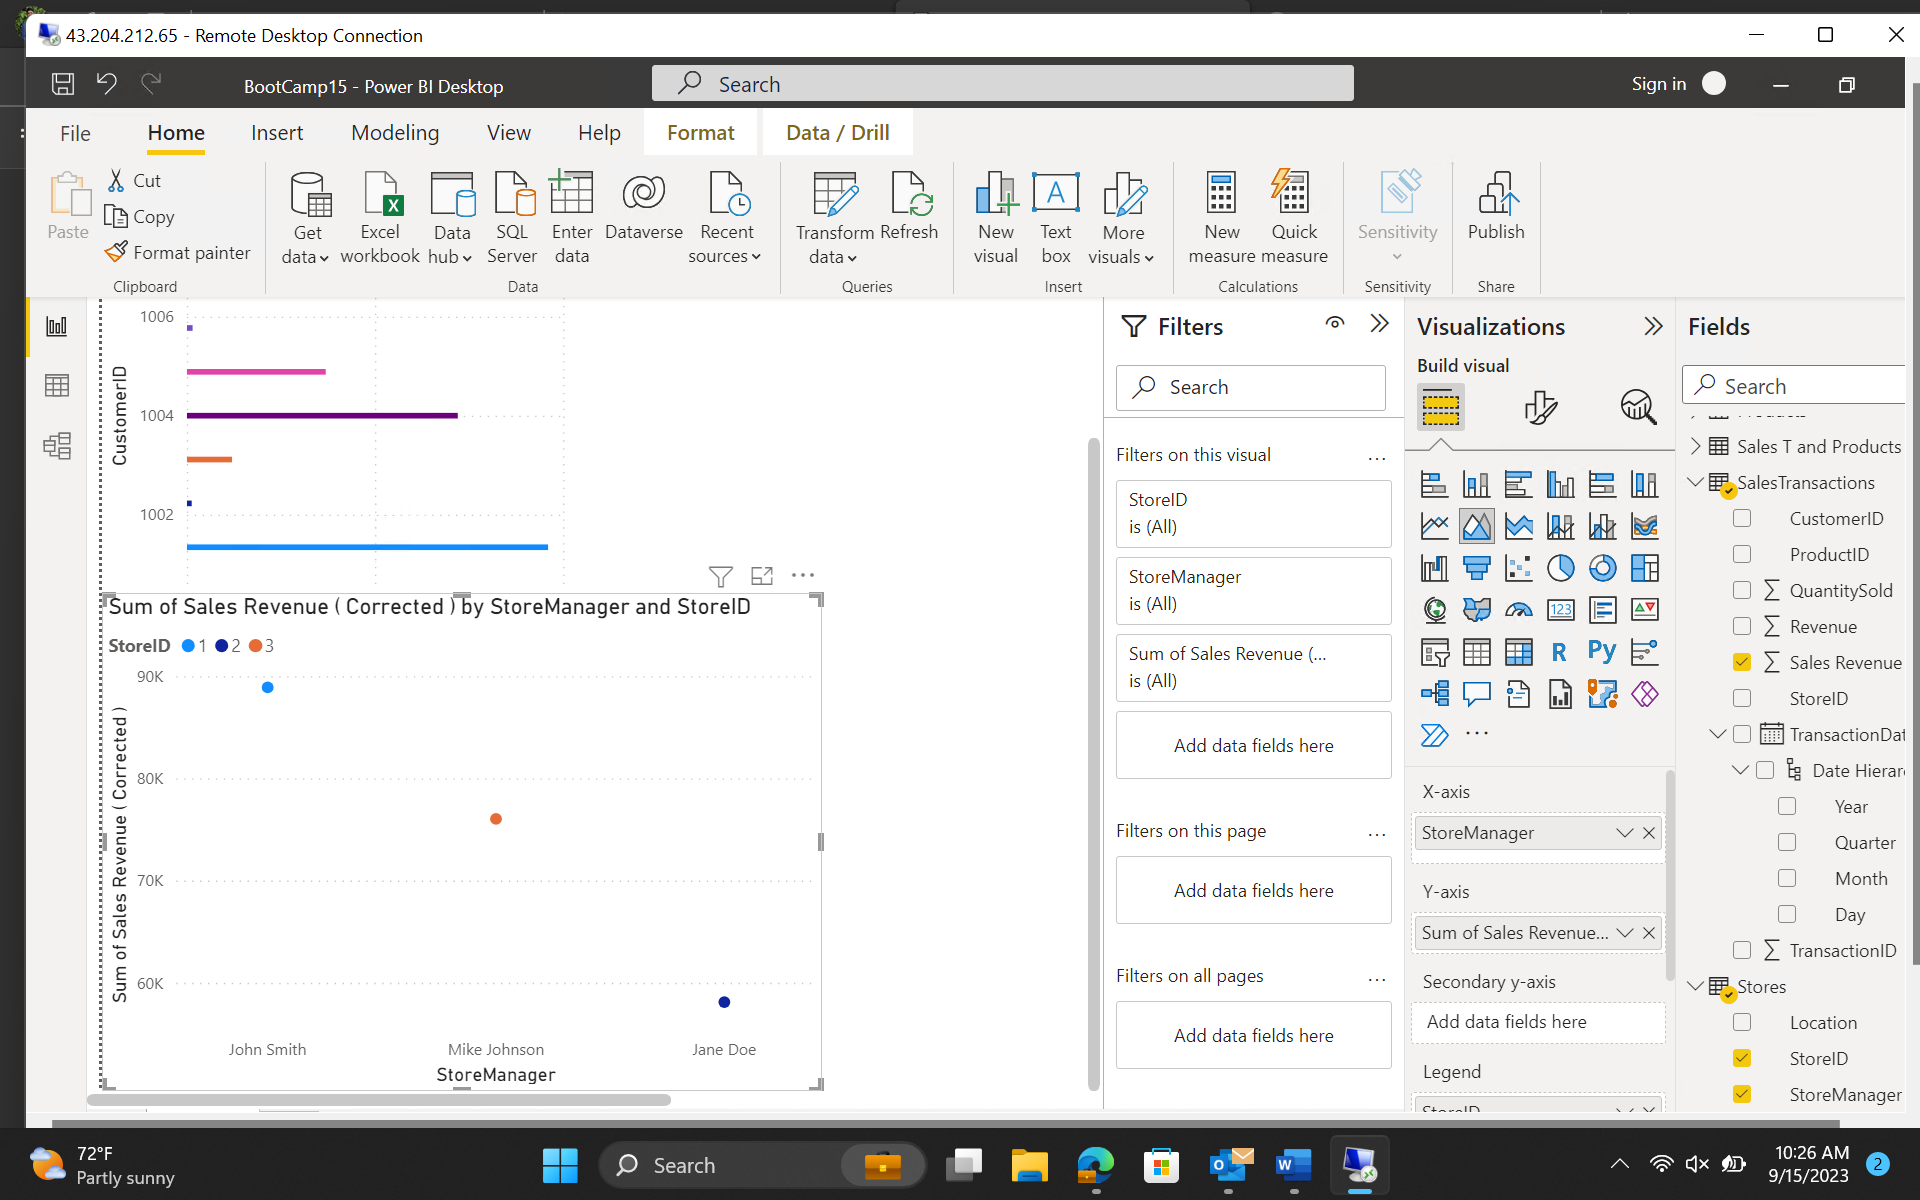 43.204.212.65 - Remote Desktop Connection
BootCamp15 - Power BI Desktop
Search
Sign in
File
Home
Insert
Modeling
View
Help
Format
Data / Drill
Paste
Cut
Copy
Format painter
Clipboard
Get data
Excel workbook
Data hub
SQL Server
Enter data
Dataverse
Recent sources
Data
Transform data
Refresh
Queries
New visual
Text box
More visuals
Insert
New measure
Quick measure
Calculations
Sensitivity
Sensitivity
Publish
Share
CustomerID
1006
1004
1002
Sum of Sales Revenue ( Corrected ) by StoreManager and StoreID
StoreID 1 2 3
Sum of Sales Revenue ( Corrected )
90K
80K
70K
60K
John Smith
Mike Johnson
Jane Doe
StoreManager
Filters
Search
Filters on this visual
...
StoreID
is (All)
StoreManager
is (All)
Sum of Sales Revenue (...
is (All)
Add data fields here
Filters on this page
...
Add data fields here
Filters on all pages
...
Add data fields here
Visualizations
Build visual
123
R
Py
...
X-axis
StoreManager
Y-axis
Sum of Sales Revenue...
Secondary y-axis
Add data fields here
Legend
StoreID
Fields
Search
Sales T and Products
SalesTransactions
CustomerID
ProductID
QuantitySold
Revenue
Sales Revenue
StoreID
TransactionDat
Date Hierar
Year
Quarter
Month
Day
TransactionID
Stores
Location
StoreID
StoreManager
72°F
Partly sunny
Search
10:26 AM
9/15/2023
2